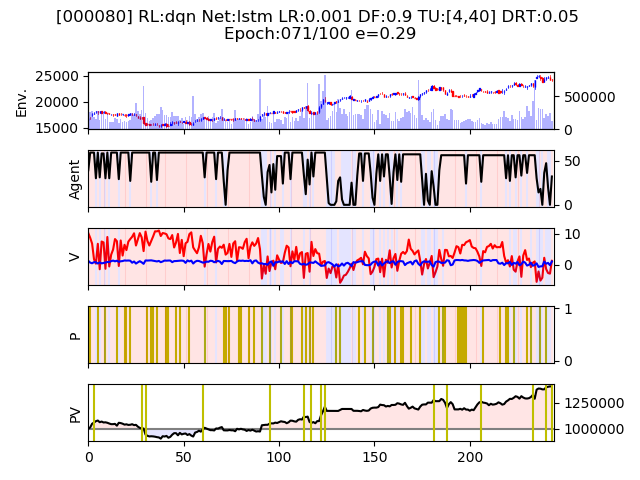 [000080] RL:dqn Net:lstm LR:0.001 DF:0.9 TU:[4,40] DRT:0.05
Epoch:071/100 e=0.29
Env.
25000
20000
15000
500000
0
Agent
50
0
V
10
0
P
1
0
PV
1250000
1000000
0 50 100 150 200